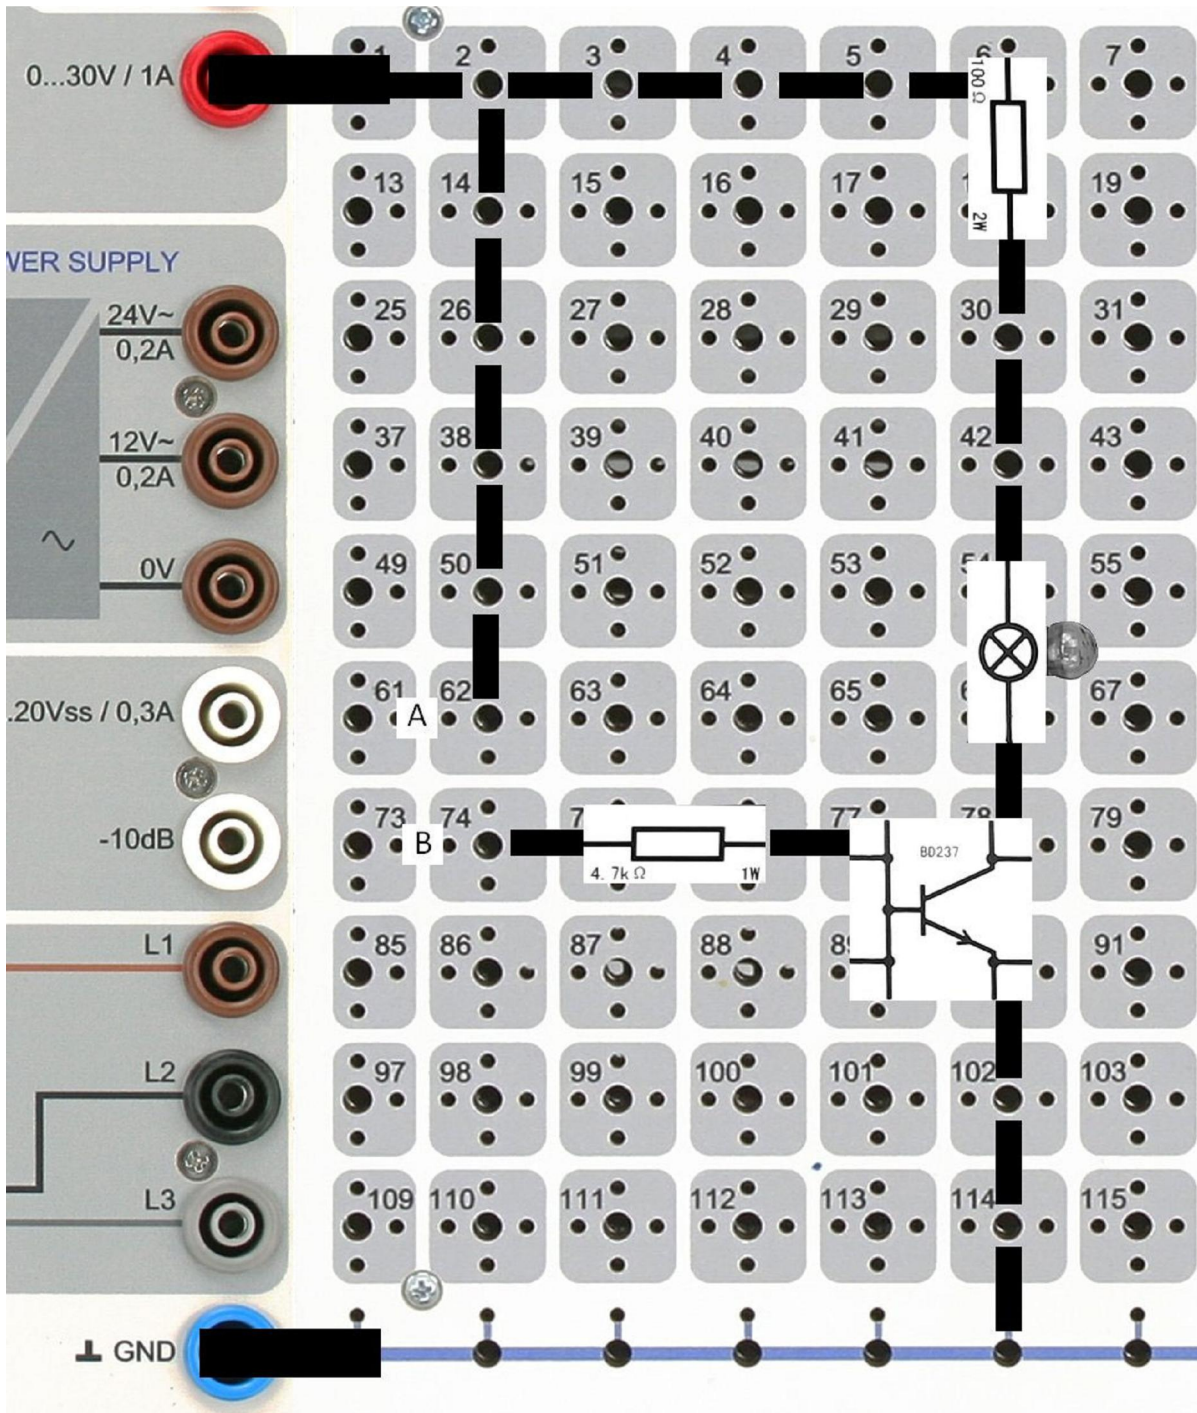 0...30V / 1A
1 2 3 4 5 6 7
100 Ω
2W
13 14 15 16 17 19
WER SUPPLY
24V~
0,2A
25 26 27 28 29 30 31
12V~
0,2A
37 38 39 40 41 42 43
0V
49 50 51 52 53 54 55
.20Vss / 0,3A
61 62 63 64 65 67
A
-10dB
73 74 77 78 79
B
4.7k Ω 1W
BD237
L1
85 86 87 88 91
L2
97 98 99 100 101 102 103
L3
109 110 111 112 113 114 115
GND